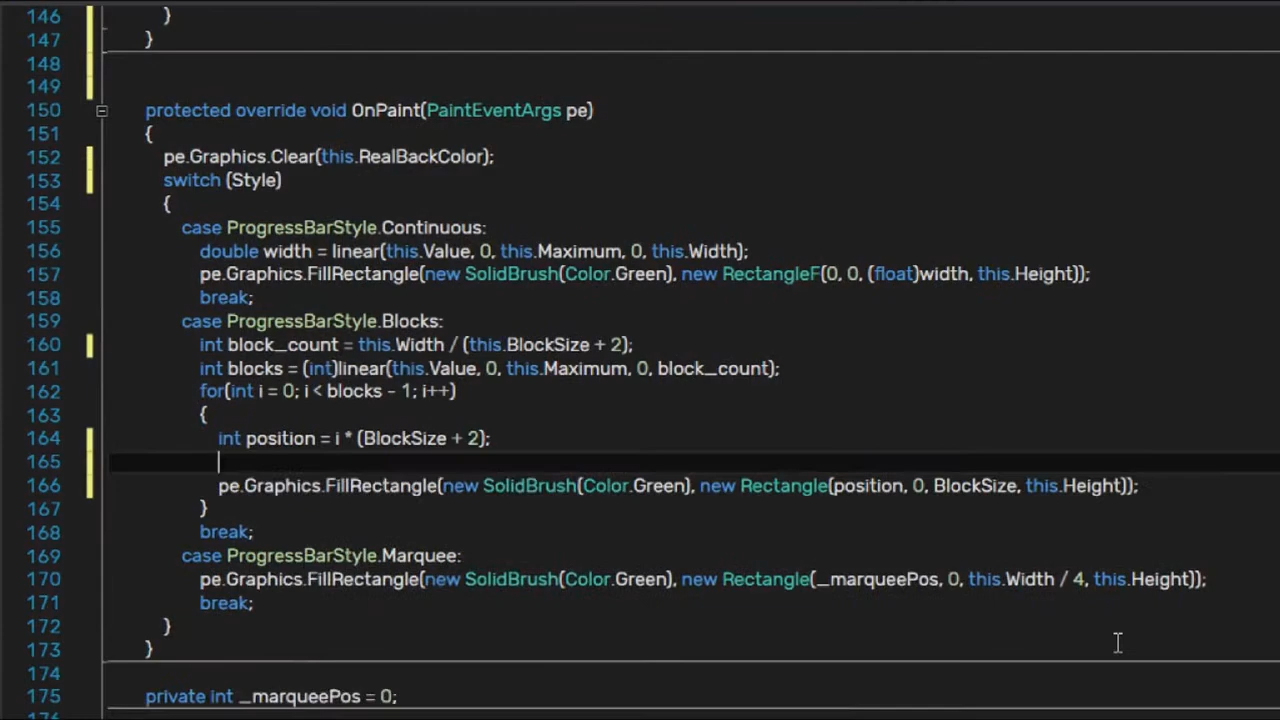 146 }
147 }
148
149
150 protected override void OnPaint(PaintEventArgs pe)
151 {
152 pe.Graphics.Clear(this.RealBackColor);
153 switch (Style)
154 {
155 case ProgressBarStyle.Continuous:
156 double width = linear(this.Value, 0, this.Maximum, 0, this.Width);
157 pe.Graphics.FillRectangle(new SolidBrush(Color.Green), new RectangleF(0, 0, (float)width, this.Height));
158 break;
159 case ProgressBarStyle.Blocks:
160 int block_count = this.Width / (this.BlockSize + 2);
161 int blocks = (int)linear(this.Value, 0, this.Maximum, 0, block_count);
162 for(int i = 0; i < blocks - 1; i++)
163 {
164 int position = i * (BlockSize + 2);
165
166 pe.Graphics.FillRectangle(new SolidBrush(Color.Green), new Rectangle(position, 0, BlockSize, this.Height));
167 }
168 break;
169 case ProgressBarStyle.Marquee:
170 pe.Graphics.FillRectangle(new SolidBrush(Color.Green), new Rectangle(_marqueePos, 0, this.Width / 4, this.Height));
171 break;
172 }
173 }
174
175 private int _marqueePos = 0;